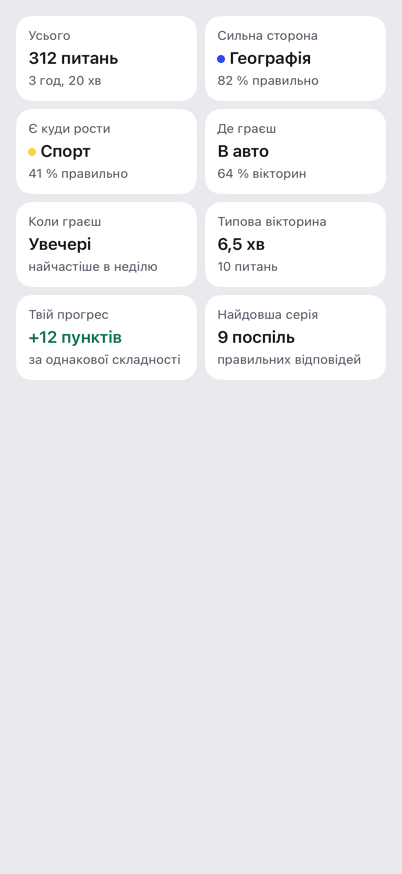 Усього
312 питань
3 год, 20 хв
Сильна сторона
Географія
82 % правильно
Є куди рости
Спорт
41 % правильно
Де граєш
В авто
64 % вікторин
Коли граєш
Увечері
найчастіше в неділю
Типова вікторина
6,5 хв
10 питань
Твій прогрес
+12 пунктів
за однакової складності
Найдовша серія
9 поспіль
правильних відповідей